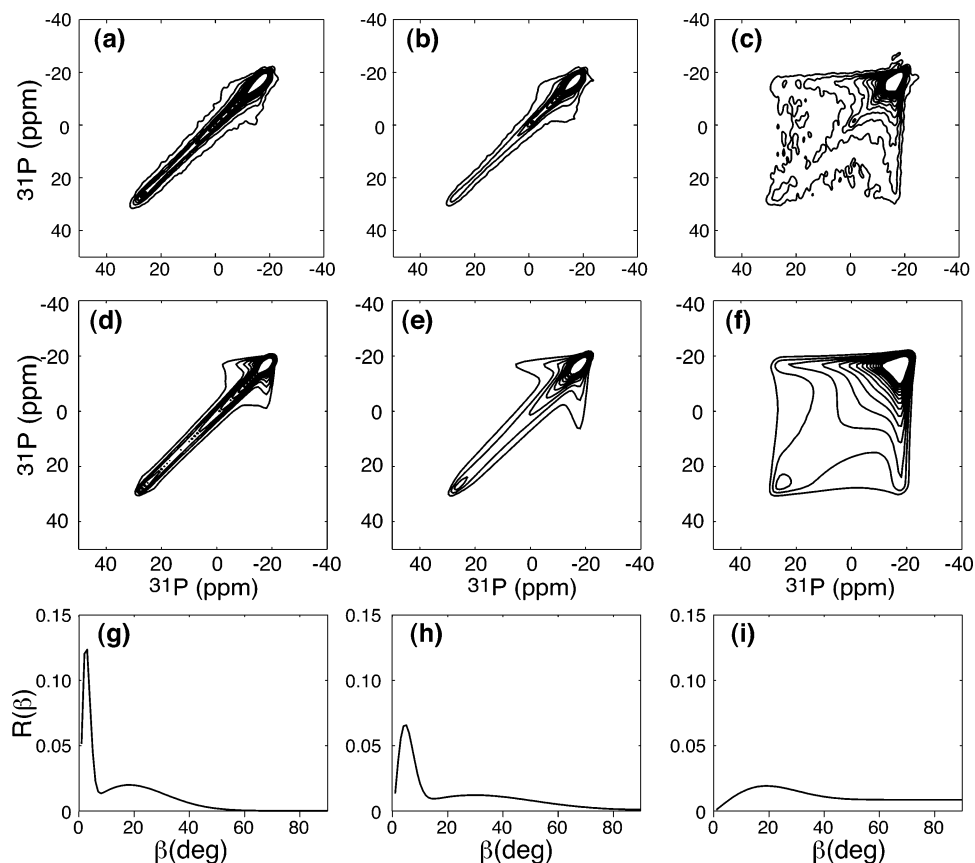 (a) (b) (c)
-40 -40 -40
-20 -20 -20
0 0 0
20 20 20
40 40 40
31P (ppm)
40 20 0 -20 -40 40 20 0 -20 -40 40 20 0 -20 -40
(d) (e) (f)
-40 -40 -40
-20 -20 -20
0 0 0
20 20 20
40 40 40
31P (ppm)
40 20 0 -20 -40 40 20 0 -20 -40 40 20 0 -20 -40
31P (ppm) 31P (ppm) 31P (ppm)
(g) (h) (i)
0.15 0.15 0.15
0.10 0.10 0.10
0.05 0.05 0.05
0 0 0
R(β)
0 20 40 60 80 0 20 40 60 80 0 20 40 60 80
β(deg) β(deg) β(deg)